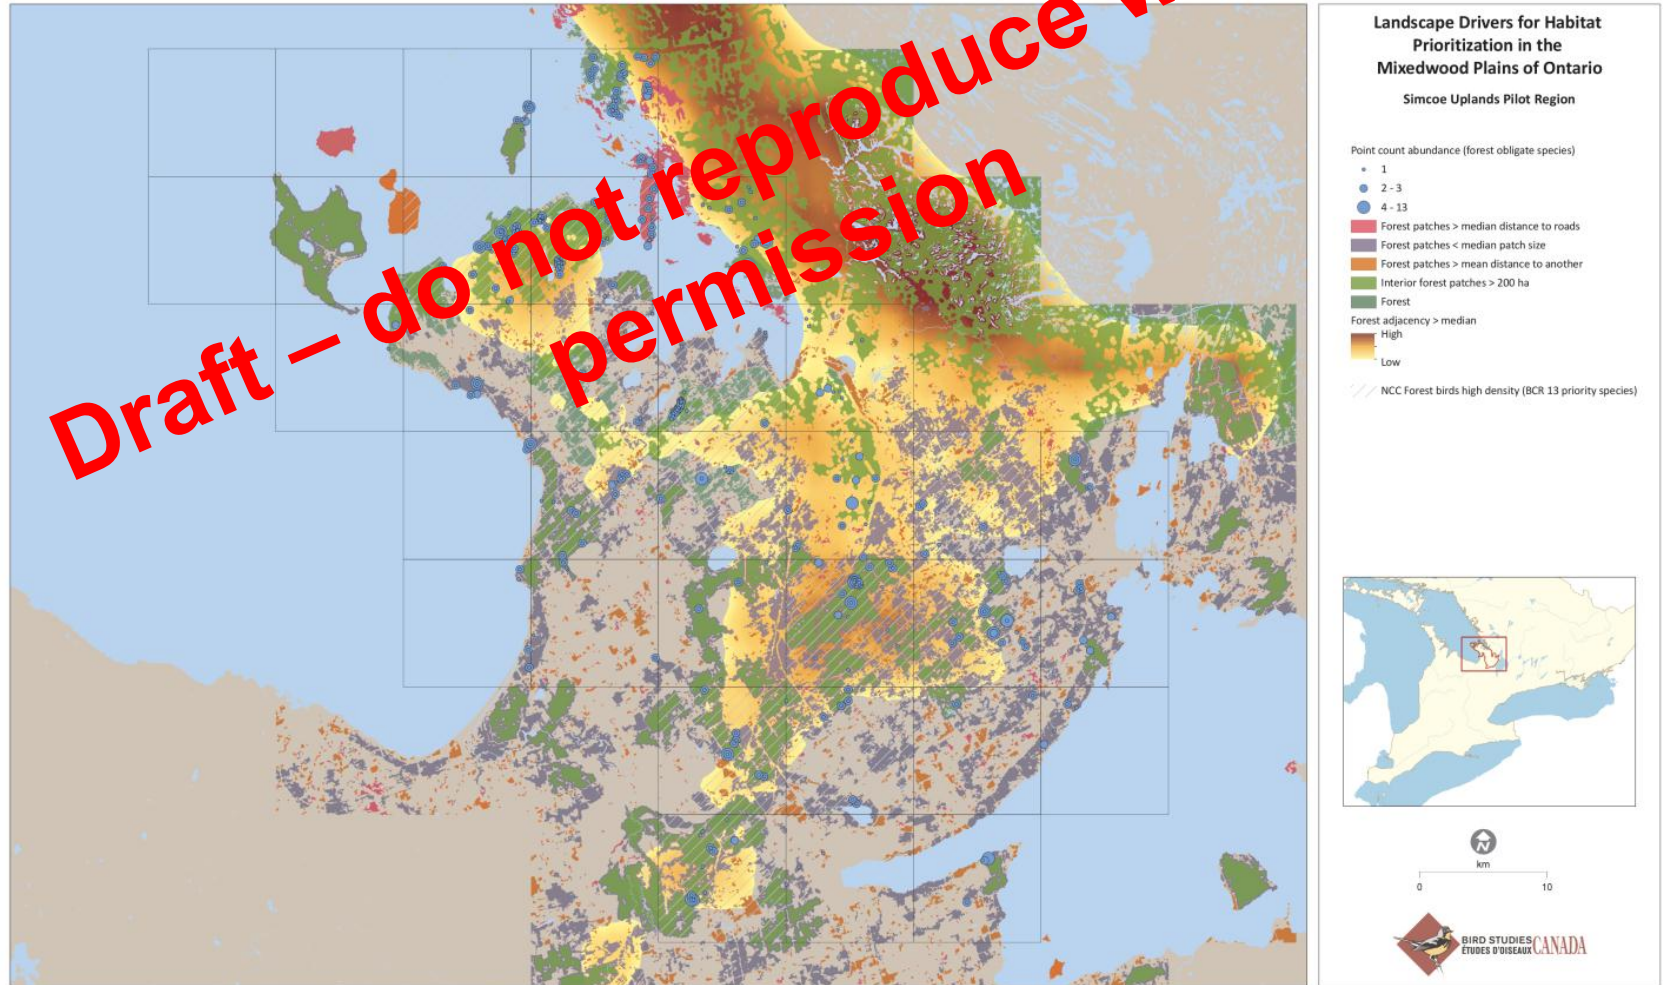 Draft – do not reproduce
permission
Landscape Drivers for Habitat
Prioritization in the
Mixedwood Plains of Ontario
Simcoe Uplands Pilot Region
Point count abundance (forest obligate species)
1
2 - 3
4 - 13
Forest patches > median distance to roads
Forest patches < median patch size
Forest patches > mean distance to another
Interior forest patches > 200 ha
Forest
Forest adjacency > median
High
Low
NCC Forest birds high density (BCR 13 priority species)
N
km
0 10
BIRD STUDIES
ÉTUDES D'OISEAUX CANADA